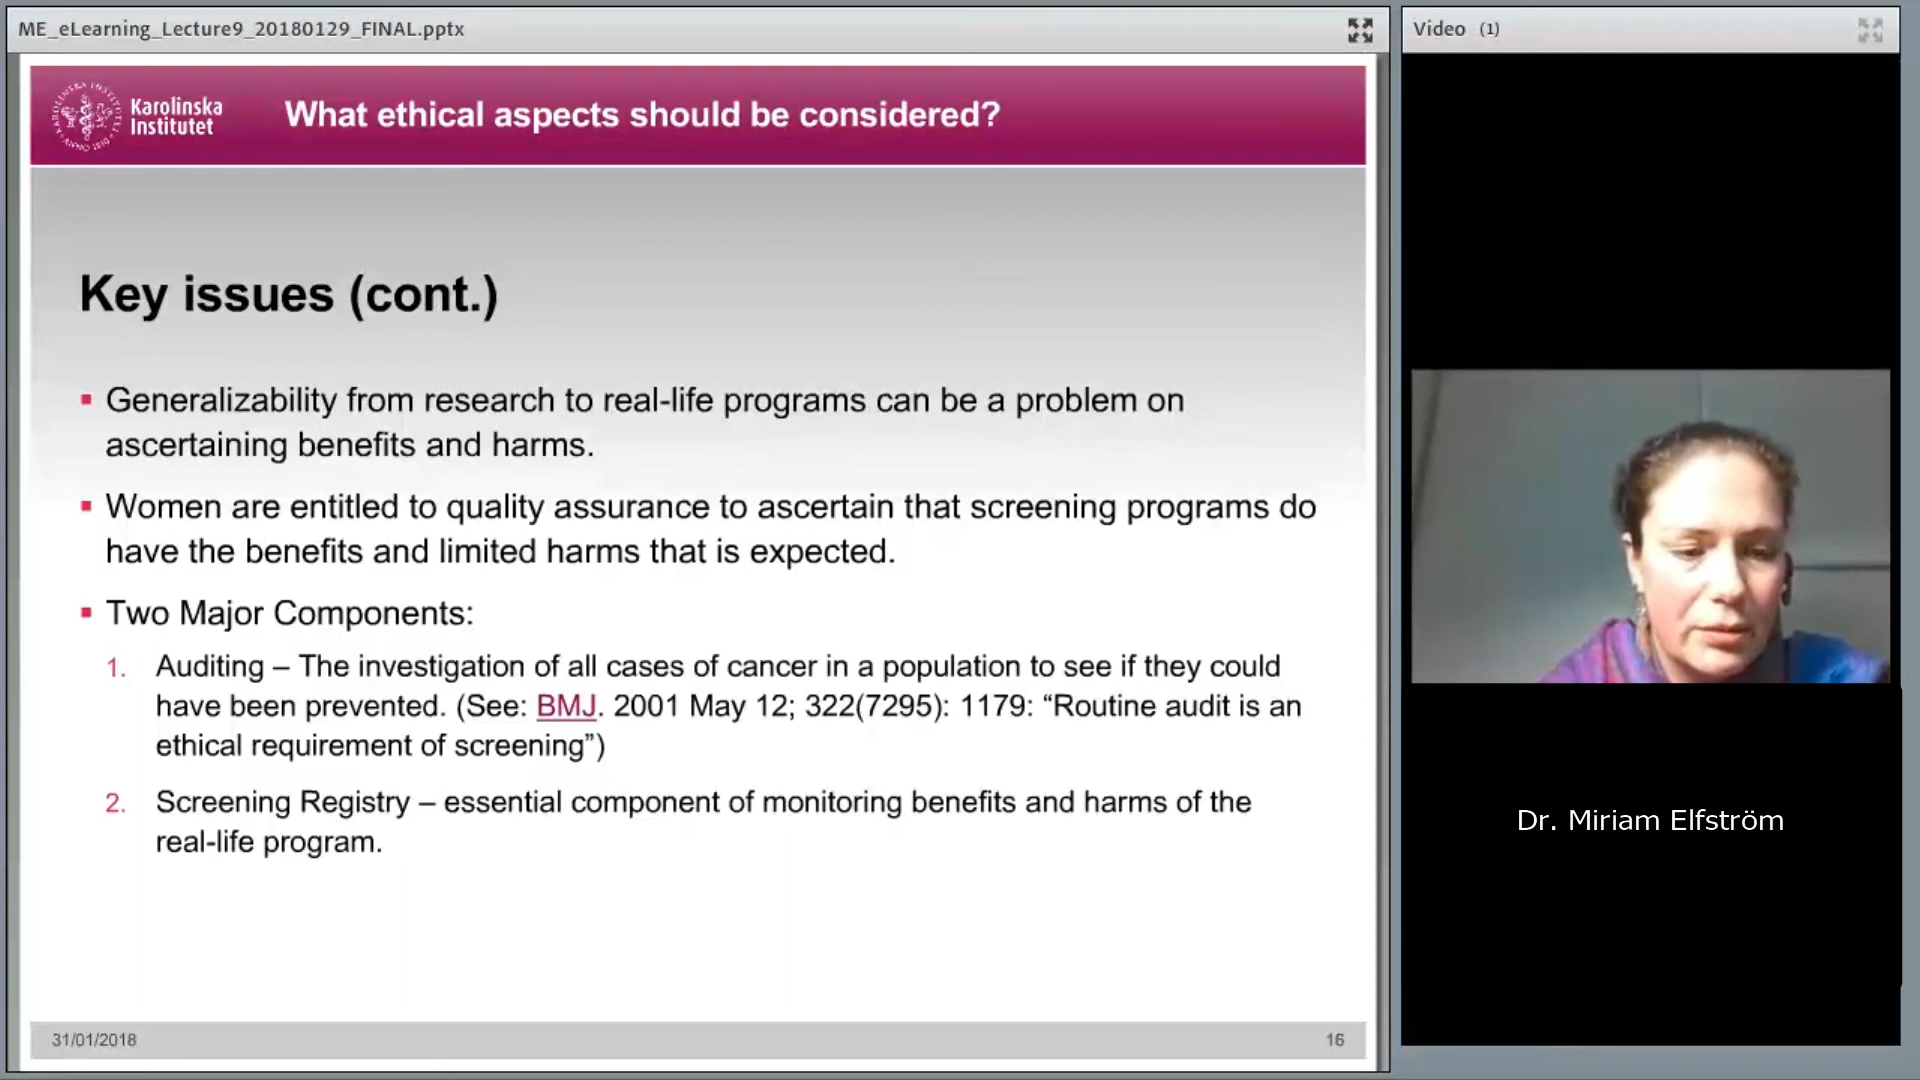 ME_eLearning_Lecture9_20180129_FINAL.pptx
Video (1)
Karolinska
Institutet
What ethical aspects should be considered?
Key issues (cont.)
Generalizability from research to real-life programs can be a problem on
ascertaining benefits and harms.
Women are entitled to quality assurance to ascertain that screening programs do
have the benefits and limited harms that is expected.
Two Major Components:
1. Auditing – The investigation of all cases of cancer in a population to see if they could
have been prevented. (See: BMJ. 2001 May 12; 322(7295): 1179: “Routine audit is an
ethical requirement of screening”)
2. Screening Registry – essential component of monitoring benefits and harms of the
real-life program.
31/01/2018
16
Dr. Miriam Elfström